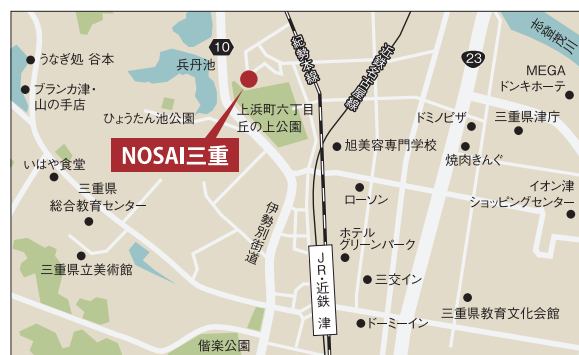 うなぎ処 谷本
ブランカ津・
山の手店
兵丹池
10
紀勢本線
近鉄名古屋線
23
志登茂川
MEGA
ドンキホーテ
ひょうたん池公園
上浜町六丁目
丘の上公園
ドミノピザ
三重県津庁
NOSAI三重
旭美容専門学校
焼肉きんぐ
いはや食堂
三重県
総合教育センター
ローソン
イオン津
ショッピングセンター
伊勢別街道
ホテル
グリーンパーク
三重県立美術館
JR・近鉄 津
三交イン
三重県教育文化会館
ドーミーイン
偕楽公園